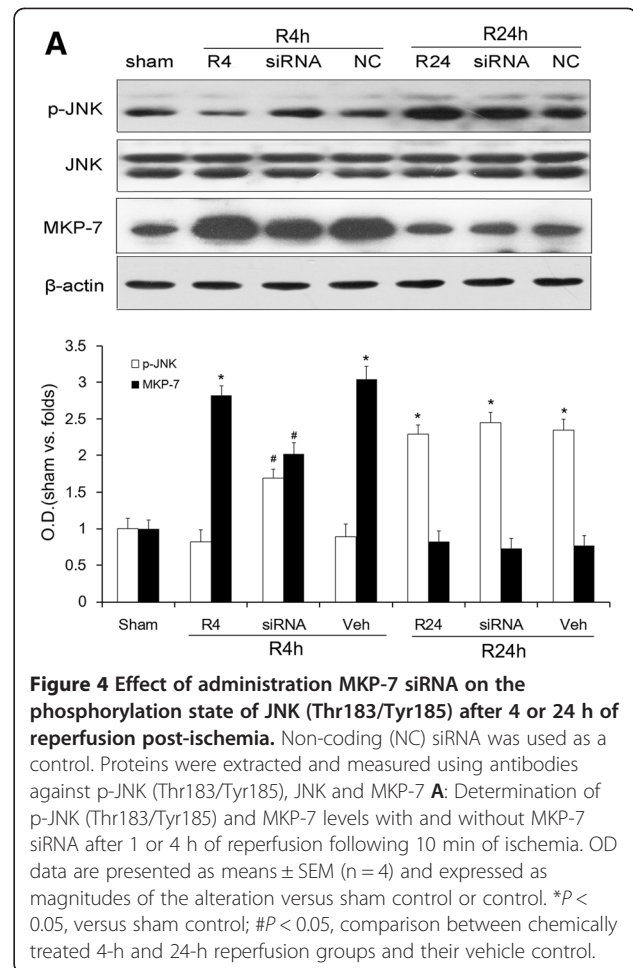 A
R4h R24h
sham R4 siRNA NC R24 siRNA NC
p-JNK
JNK
MKP-7
β-actin
3.5
3
2.5
2
1.5
1
0.5
0
O.D.(sham vs. folds)
p-JNK
MKP-7
*
#
#
*
*
*
*
Sham R4 siRNA Veh R24 siRNA Veh
R4h R24h
Figure 4 Effect of administration MKP-7 siRNA on the
phosphorylation state of JNK (Thr183/Tyr185) after 4 or 24 h of
reperfusion post-ischemia. Non-coding (NC) siRNA was used as a
control. Proteins were extracted and measured using antibodies
against p-JNK (Thr183/Tyr185), JNK and MKP-7 A: Determination of
p-JNK (Thr183/Tyr185) and MKP-7 levels with and without MKP-7
siRNA after 1 or 4 h of reperfusion following 10 min of ischemia. OD
data are presented as means ± SEM (n = 4) and expressed as
magnitudes of the alteration versus sham control or control. *P <
0.05, versus sham control; #P < 0.05, comparison between chemically
treated 4-h and 24-h reperfusion groups and their vehicle control.